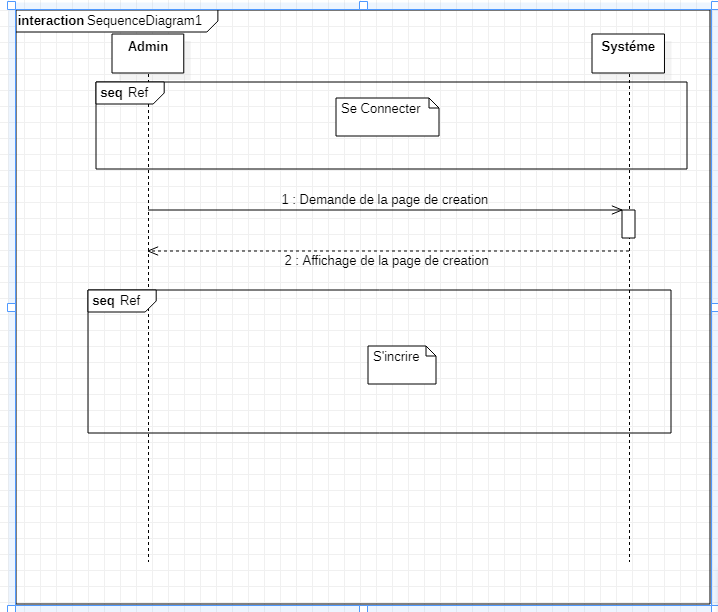 interaction SequenceDiagram1
Admin
Systéme
seq Ref
Se Connecter
1 : Demande de la page de creation
2 : Affichage de la page de creation
seq Ref
S'incrire